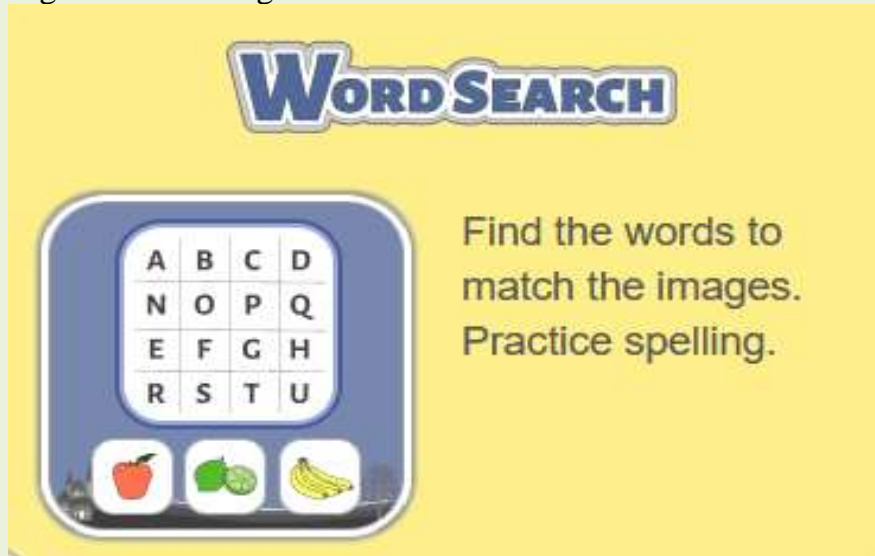 WORD SEARCH
A B C D
N O P Q
E F G H
R S T U
Find the words to
match the images.
Practice spelling.